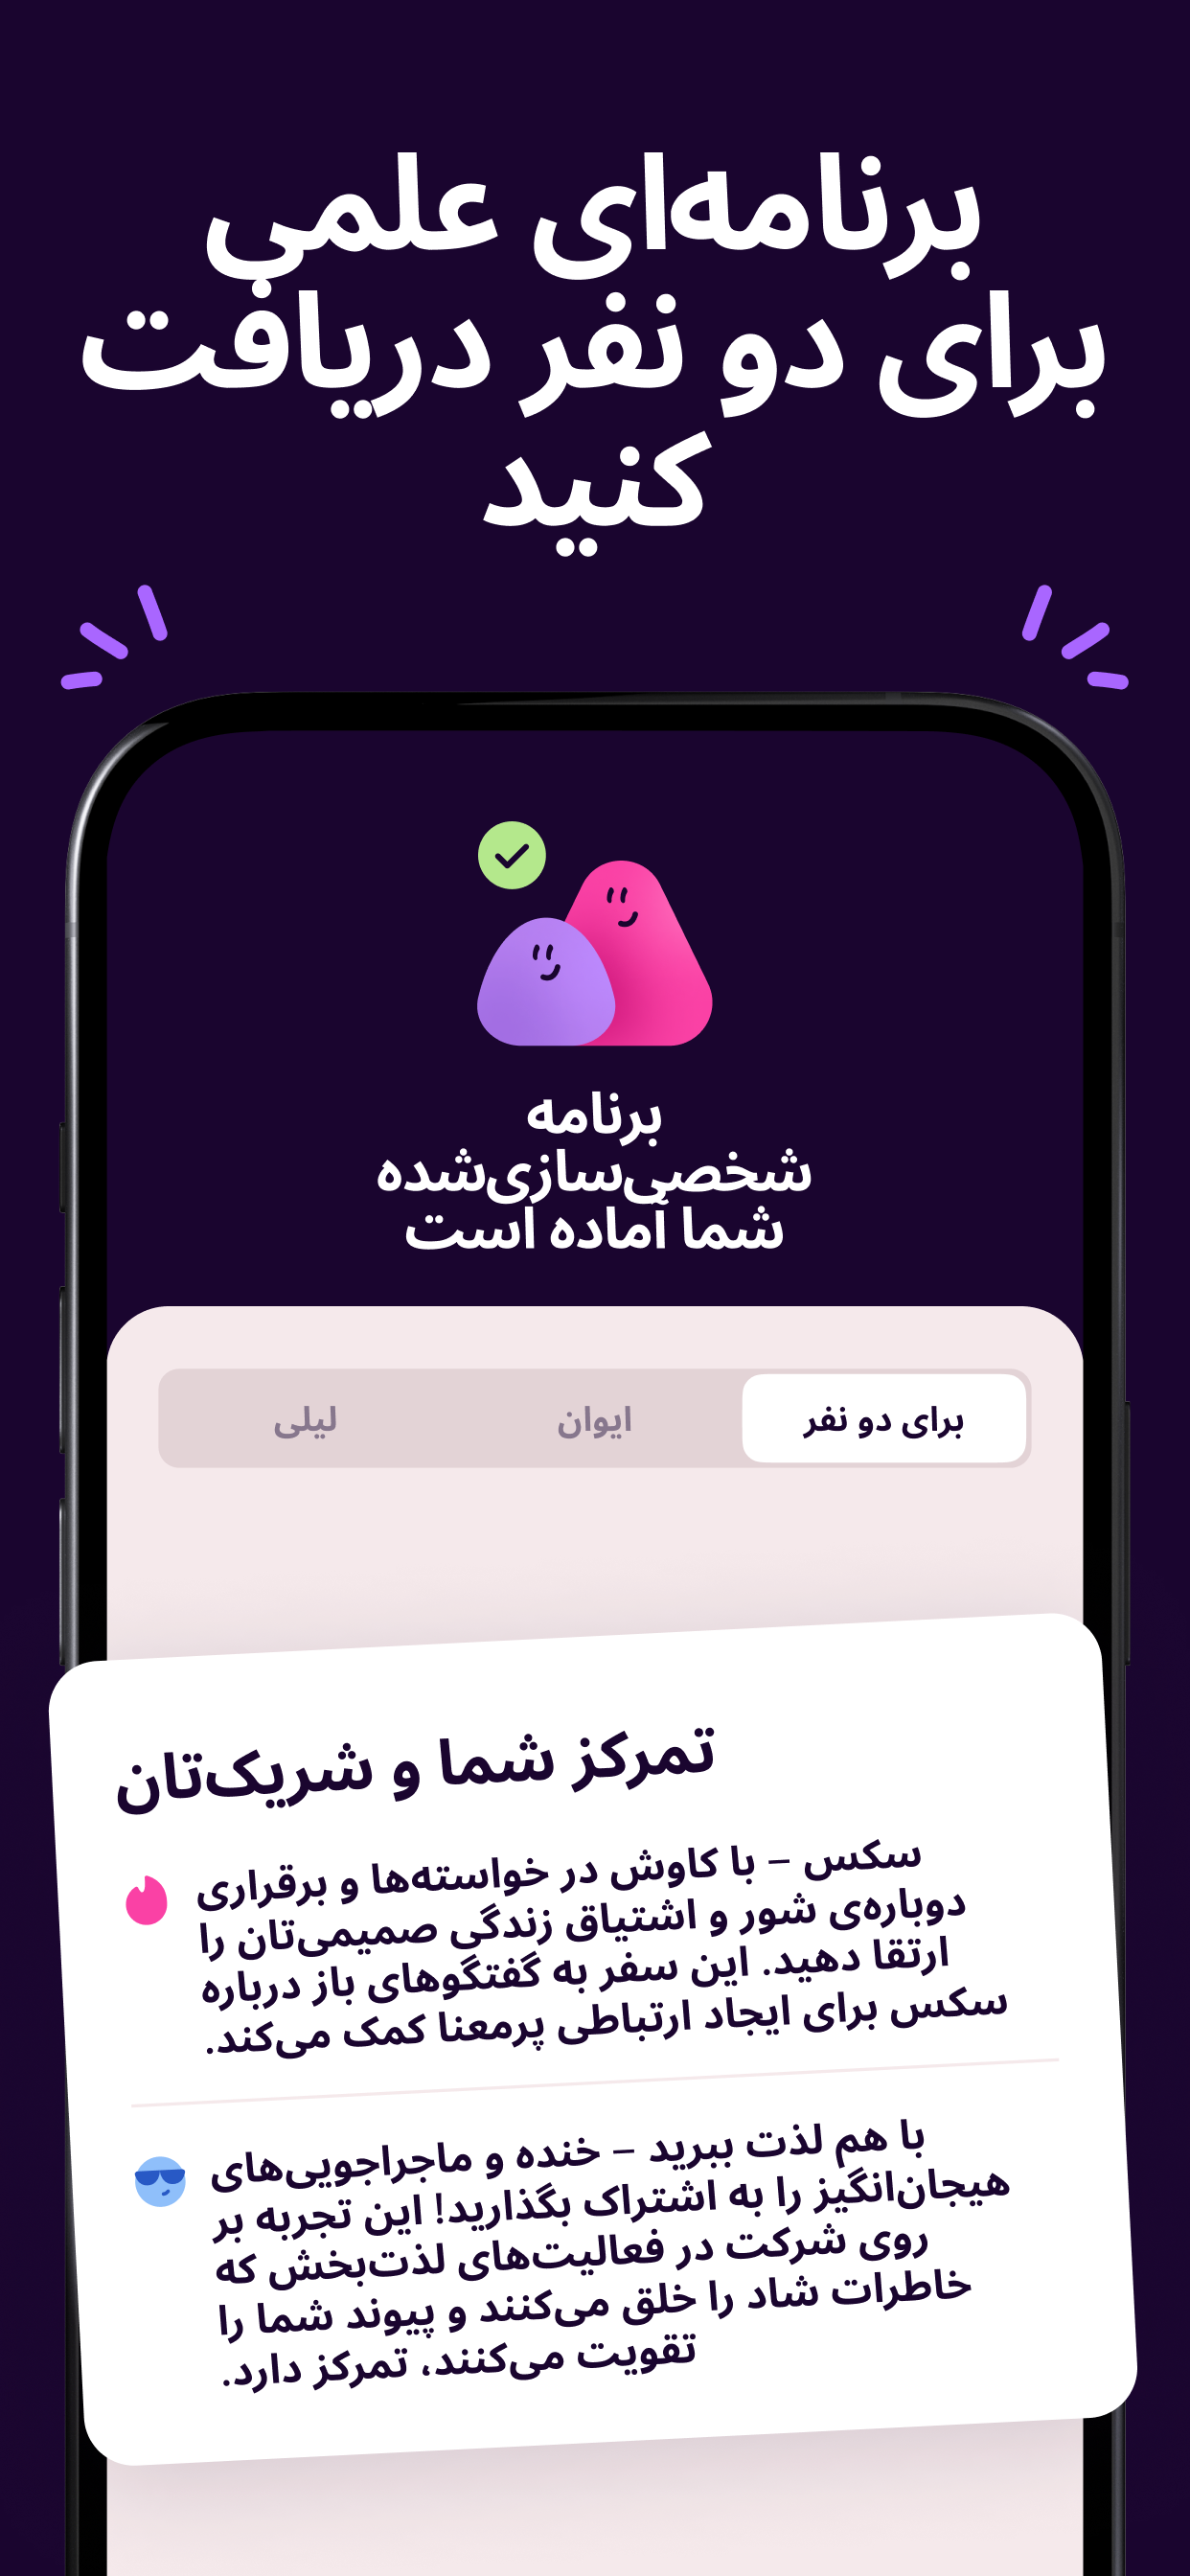 برنامه‌ای علمی
برای دو نفر دریافت
کنید
برنامه
شخصی‌سازی‌شده
شما آماده است
برای دو نفر
ایوان
لیلی
تمرکز شما و شریک‌تان
سکس – با کاوش در خواسته‌ها و برقراری
دوباره‌ی شور و اشتیاق زندگی صمیمی‌تان را
ارتقا دهید. این سفر به گفتگوهای باز درباره
سکس برای ایجاد ارتباطی پرمعنا کمک می‌کند.
با هم لذت ببرید – خنده و ماجراجویی‌های
هیجان‌انگیز را به اشتراک بگذارید! این تجربه بر
روی شرکت در فعالیت‌های لذت‌بخش که
خاطرات شاد را خلق می‌کنند و پیوند شما را
تقویت می‌کنند، تمرکز دارد.